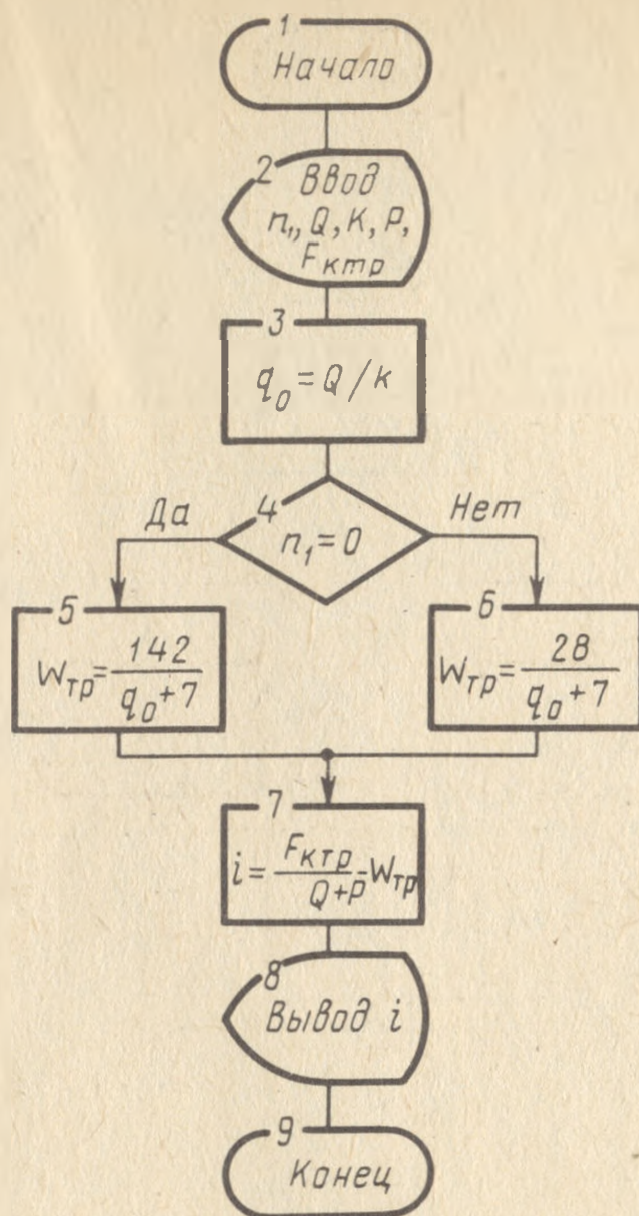 1
Начало
2
Ввод
n₁, Q, K, P,
Fктр
3
q₀ = Q / к
4
n₁ = 0
Да
Нет
5
Wтр = 142 / (q₀ + 7)
6
Wтр = 28 / (q₀ + 7)
7
i = Fктр / (Q + P) - Wтр
8
Вывод i
9
Конец